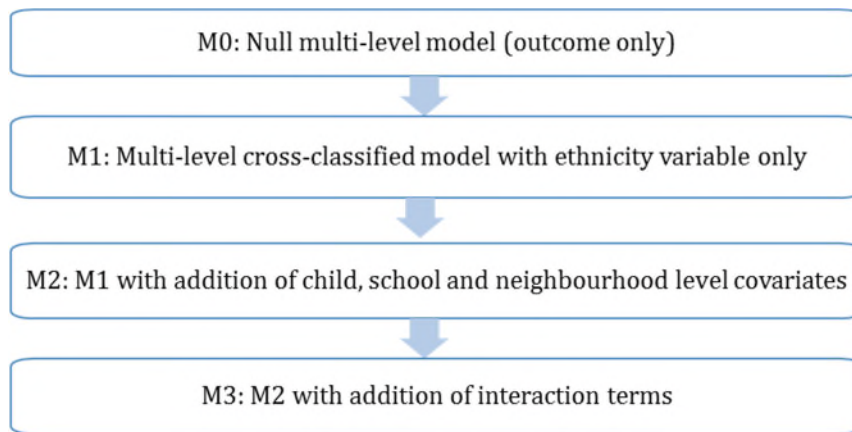 M0: Null multi-level model (outcome only)
M1: Multi-level cross-classified model with ethnicity variable only
M2: M1 with addition of child, school and neighbourhood level covariates
M3: M2 with addition of interaction terms